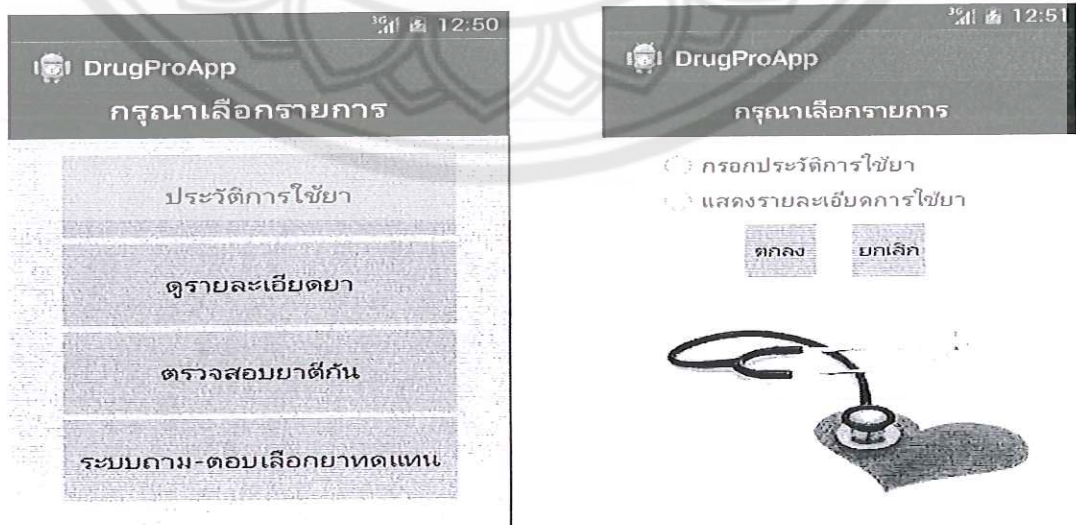 3G 12:50
DrugProApp
กรุณาเลือกรายการ
ประวัติการใช้ยา
ดูรายละเอียดยา
ตรวจสอบยาตีกัน
ระบบถาม-ตอบเลือกยาทดแทน
3G 12:51
DrugProApp
กรุณาเลือกรายการ
กรอกประวัติการใช้ยา
แสดงรายละเอียดการใช้ยา
ตกลง ยกเลิก